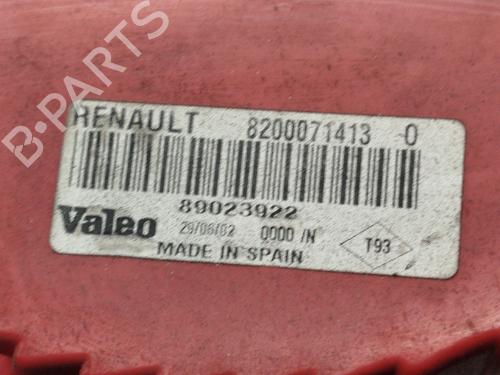 B-PARTS
RENAULT 8200071413 0
89023922
Valeo 29/06/02 0000 /N T93
MADE IN SPAIN